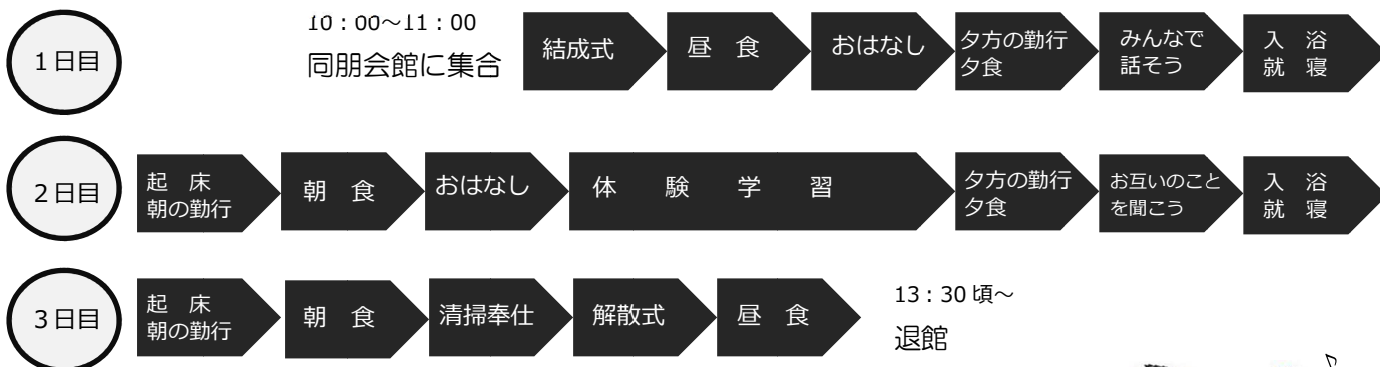 1日目
10：00～11：00
同朋会館に集合
結成式
昼　食
おはなし
夕方の勤行
夕食
みんなで
話そう
入　浴
就　寝
2日目
起　床
朝の勤行
朝　食
おはなし
体　験　学　習
夕方の勤行
夕食
お互いのこと
を聞こう
入　浴
就　寝
3日目
起　床
朝の勤行
朝　食
清掃奉仕
解散式
昼　食
13：30 頃～
退館